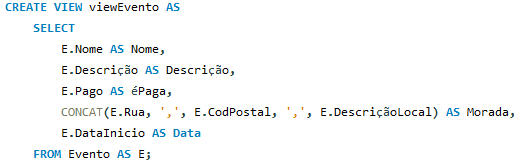 CREATE VIEW viewEvento AS
SELECT
E.Nome AS Nome,
E.Descrição AS Descrição,
E.Pago AS éPaga,
CONCAT(E.Rua, ',', E.CodPostal, ',', E.DescriçãoLocal) AS Morada,
E.DataInicio AS Data
FROM Evento AS E;